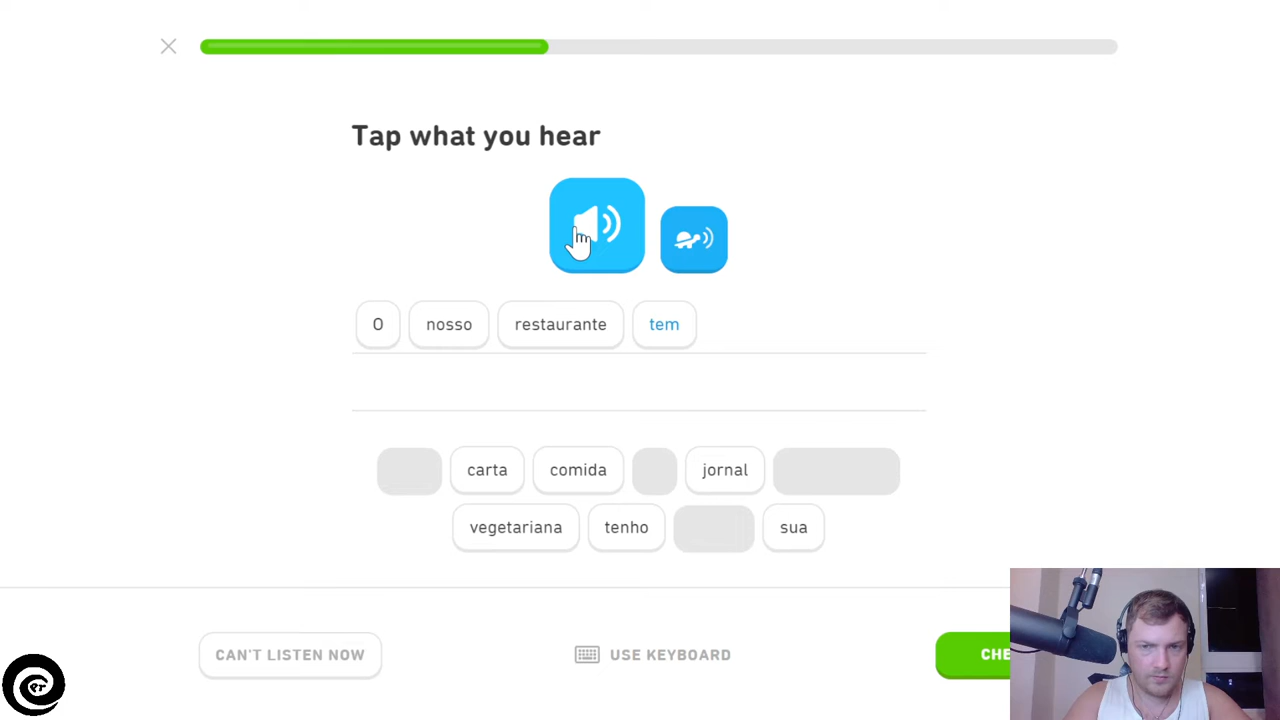 Tap what you hear
O nosso restaurante tem
carta comida jornal
vegetariana tenho sua
CAN'T LISTEN NOW USE KEYBOARD CHE